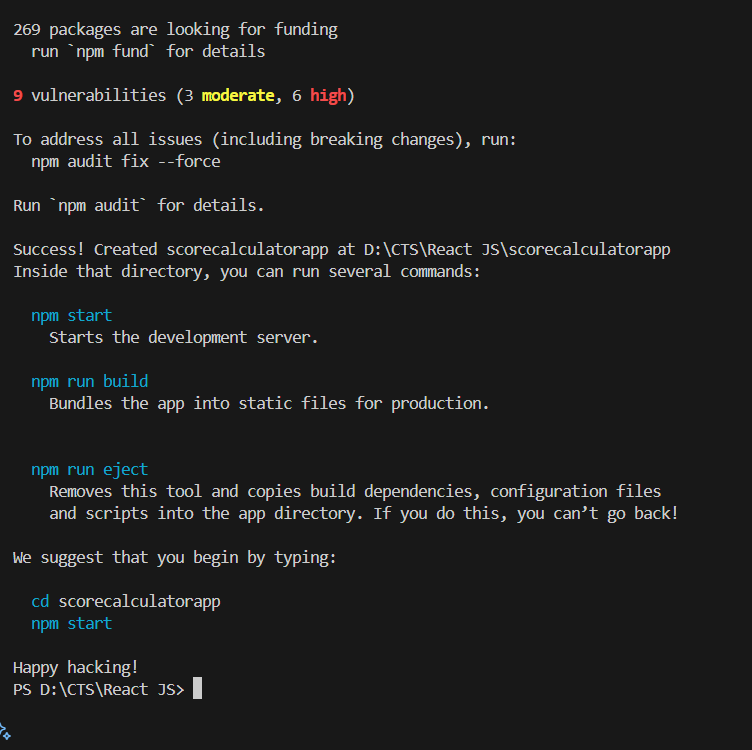 269 packages are looking for funding
  run `npm fund` for details
9 vulnerabilities (3 moderate, 6 high)
To address all issues (including breaking changes), run:
  npm audit fix --force
Run `npm audit` for details.
Success! Created scorecalculatorapp at D:\CTS\React JS\scorecalculatorapp
Inside that directory, you can run several commands:
  npm start
    Starts the development server.
  npm run build
    Bundles the app into static files for production.
  npm run eject
    Removes this tool and copies build dependencies, configuration files
    and scripts into the app directory. If you do this, you can’t go back!
We suggest that you begin by typing:
  cd scorecalculatorapp
  npm start
Happy hacking!
PS D:\CTS\React JS>